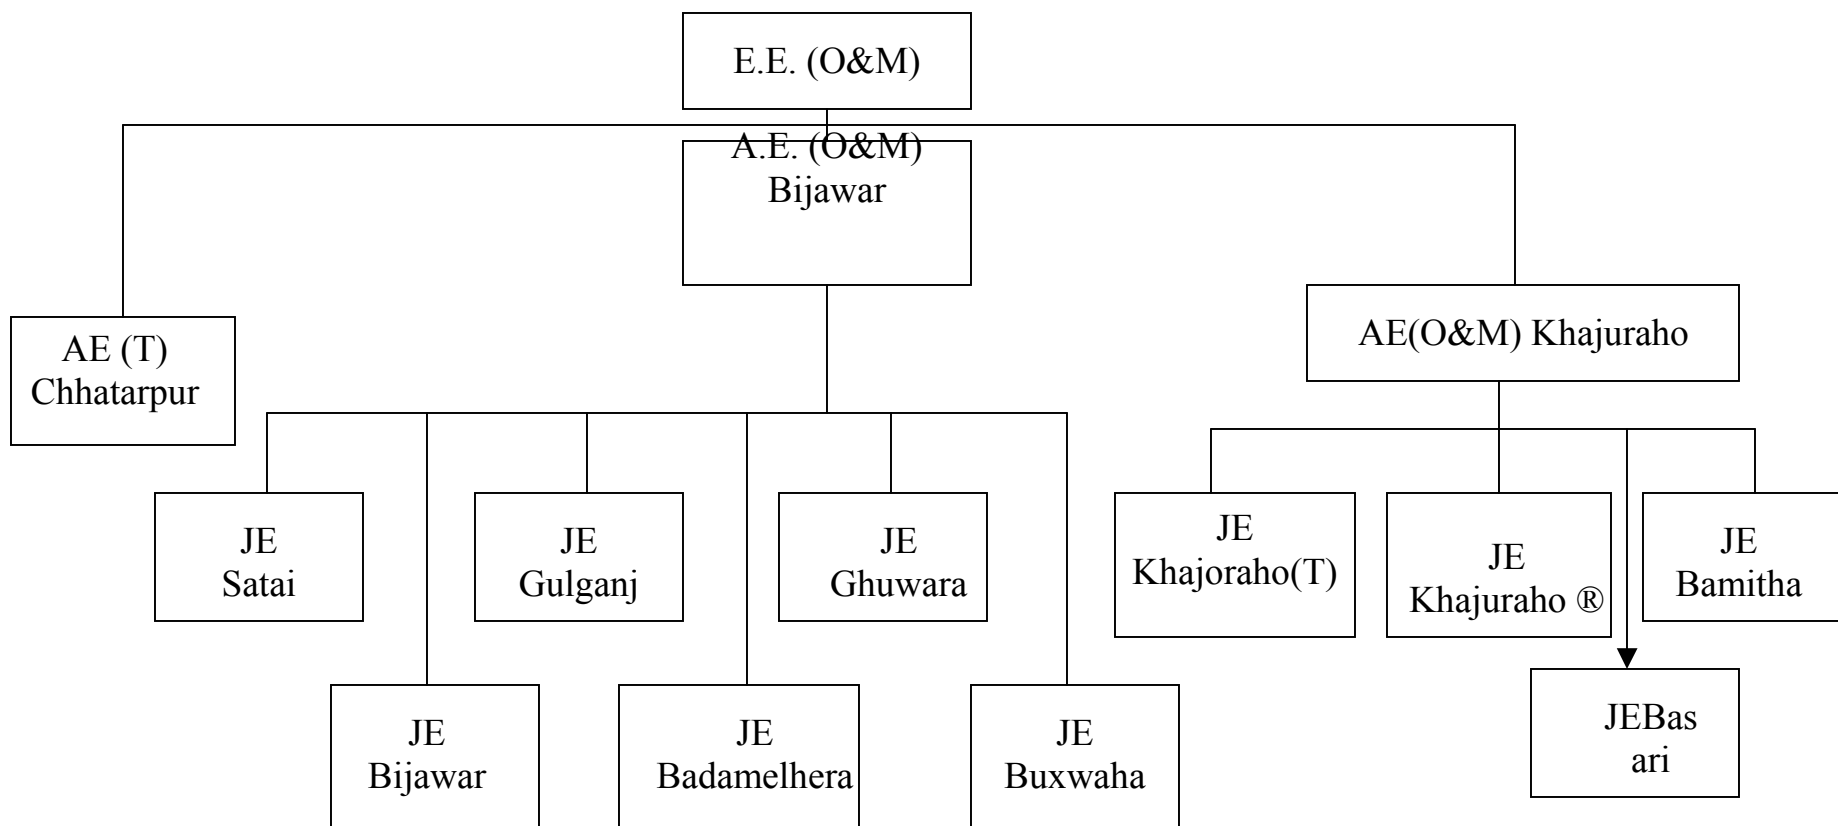 E.E. (O&M)
A.E. (O&M)
Bijawar
AE (T)
Chhatarpur
AE(O&M) Khajuraho
JE
Satai
JE
Gulganj
JE
Ghuwara
JE
Khajoraho(T)
JE
Khajuraho ®
JE
Bamitha
JE
Bijawar
JE
Badamelhera
JE
Buxwaha
JEBas
ari